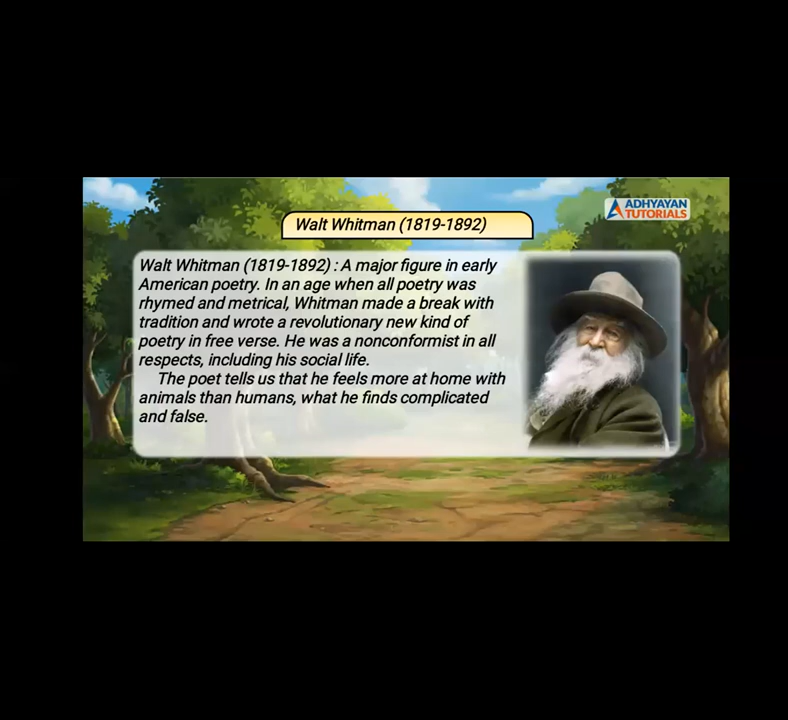 ADHYAYAN
TUTORIALS
Walt Whitman (1819-1892)
Walt Whitman (1819-1892) : A major figure in early
American poetry. In an age when all poetry was
rhymed and metrical, Whitman made a break with
tradition and wrote a revolutionary new kind of
poetry in free verse. He was a nonconformist in all
respects, including his social life.
The poet tells us that he feels more at home with
animals than humans, what he finds complicated
and false.